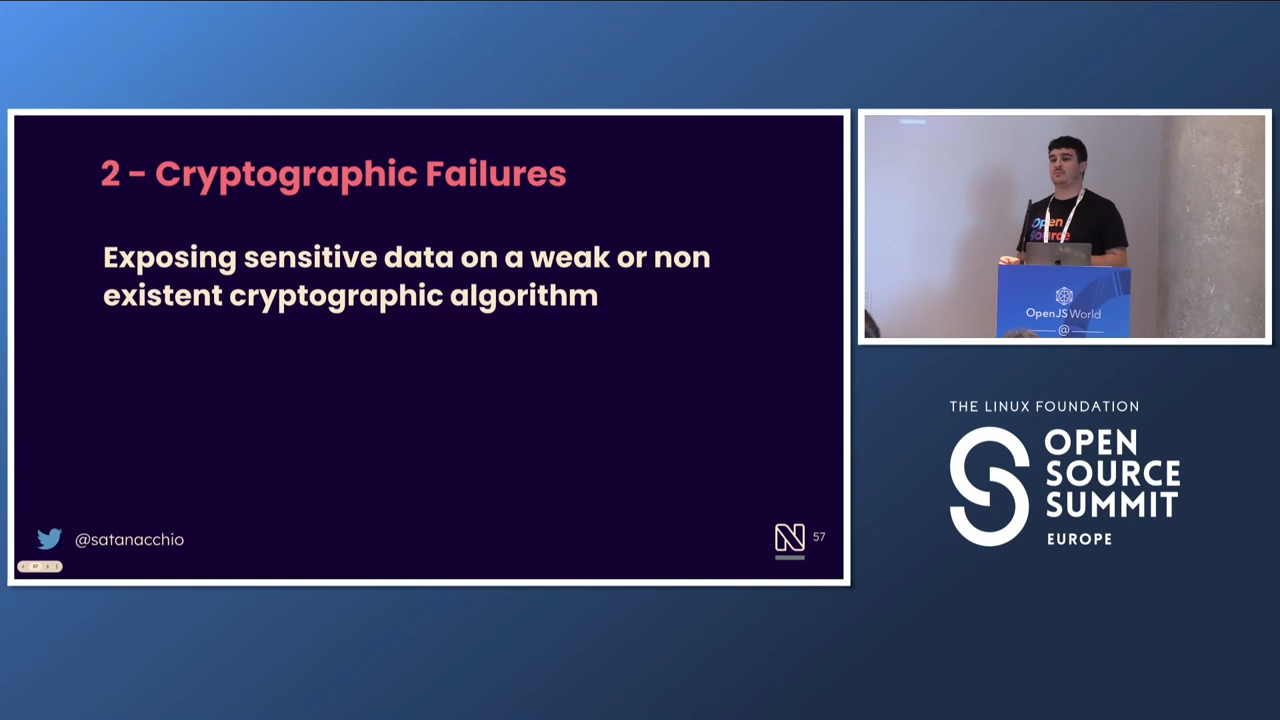 2 - Cryptographic Failures
Exposing sensitive data on a weak or non
existent cryptographic algorithm
@satanacchio
N
57
Open
Source
OpenJS World
@
THE LINUX FOUNDATION
OPEN
SOURCE
SUMMIT
EUROPE